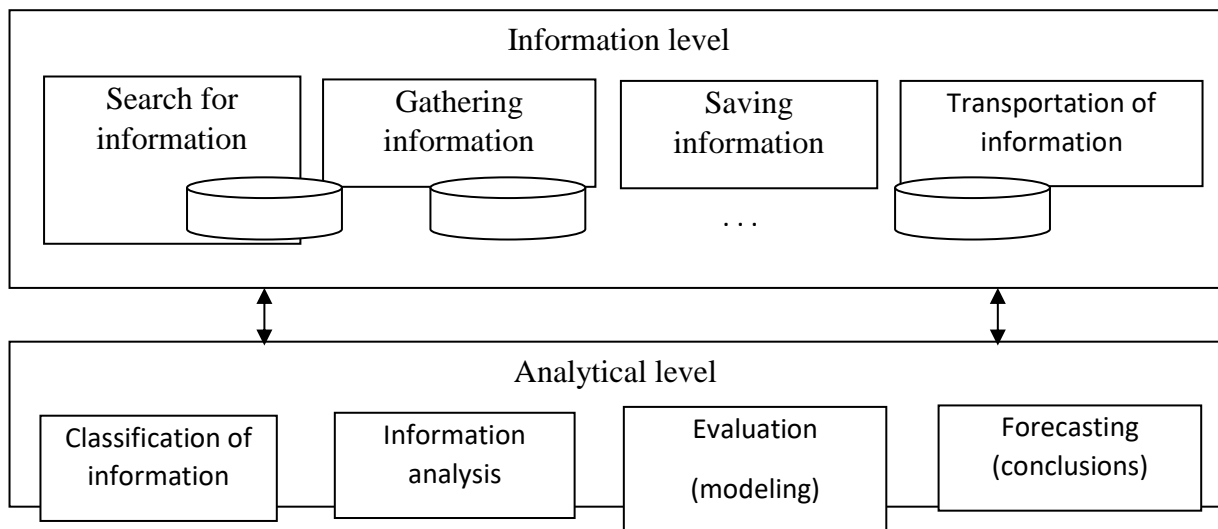 Information level
Search for
information
Gathering
information
Saving
information
Transportation of
information
. . .
Analytical level
Classification of
information
Information
analysis
Evaluation
(modeling)
Forecasting
(conclusions)